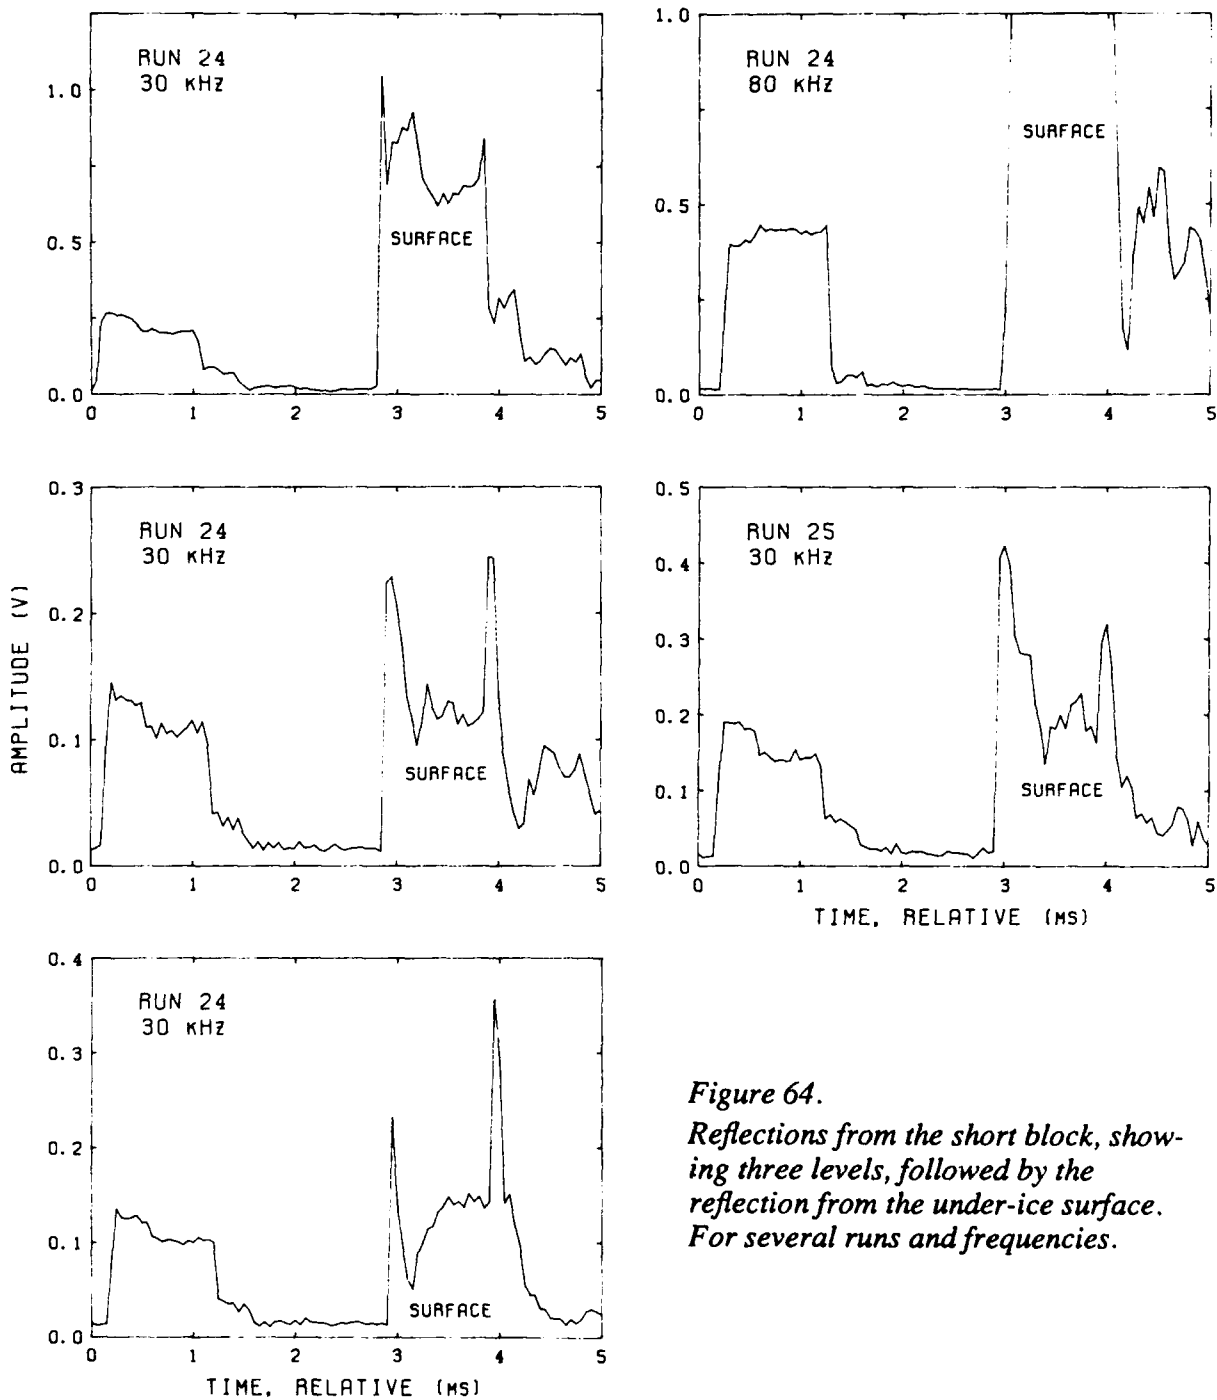 RUN 24
30 KHZ
1.0
0.5
0.0
SURFACE
0 1 2 3 4 5
RUN 24
80 KHZ
1.0
0.5
0.0
SURFACE
0 1 2 3 4 5
AMPLITUDE (V)
RUN 24
30 KHZ
0.3
0.2
0.1
0.0
SURFACE
0 1 2 3 4 5
RUN 25
30 KHZ
0.5
0.4
0.3
0.2
0.1
0.0
SURFACE
0 1 2 3 4 5
TIME, RELATIVE (MS)
RUN 24
30 KHZ
0.4
0.3
0.2
0.1
0.0
SURFACE
0 1 2 3 4 5
TIME, RELATIVE (MS)
Figure 64.
Reflections from the short block, show-
ing three levels, followed by the
reflection from the under-ice surface.
For several runs and frequencies.